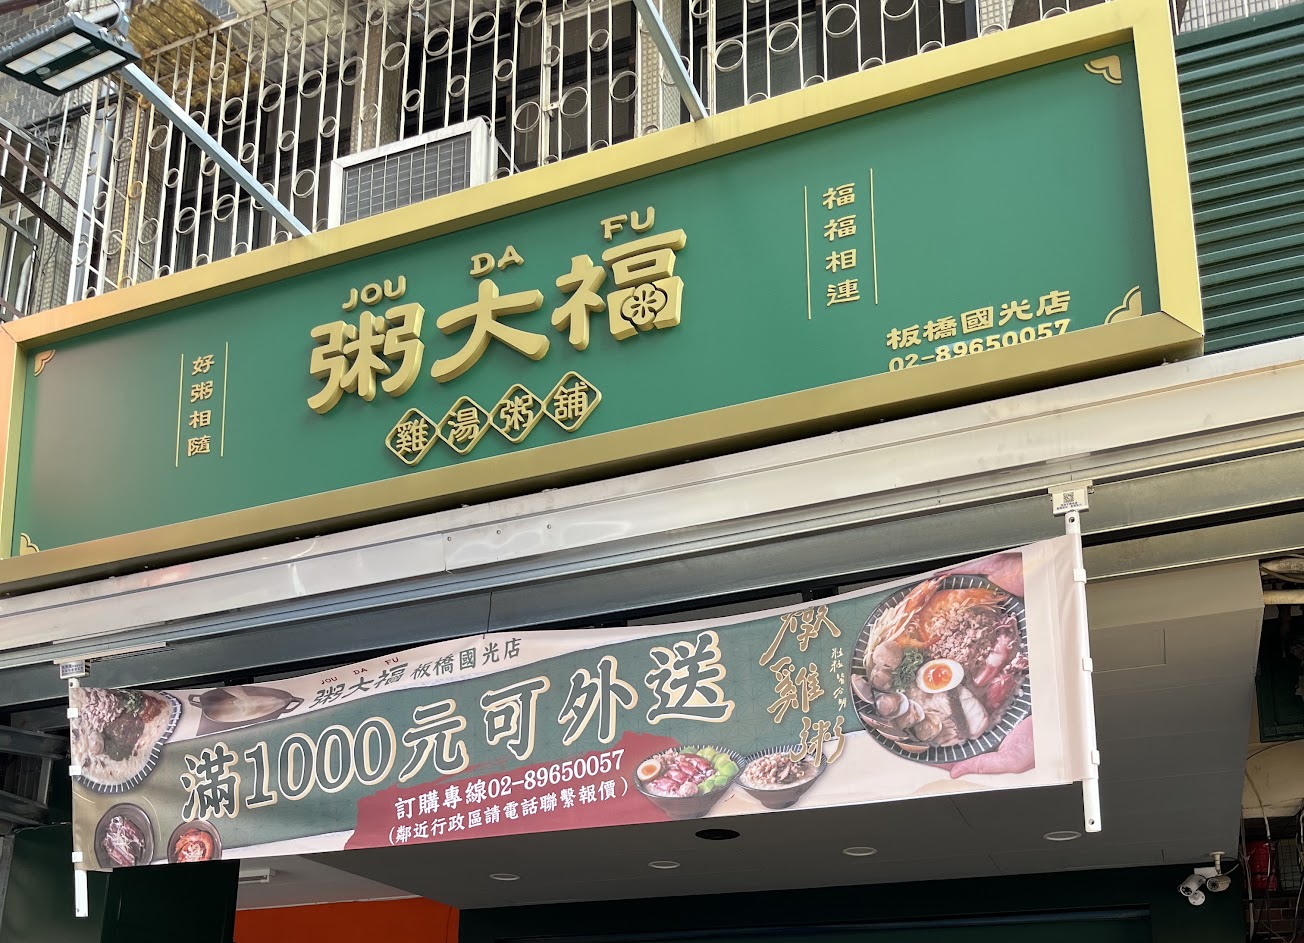 JOU DA FU
粥大福
雞湯粥舖
好粥相隨
福福相連
板橋國光店
02-89650057
JOU DA FU
粥大福 板橋國光店
滿1000元可外送
訂購專線02-89650057
(鄰近行政區請電話聯繫報價)
雞粥